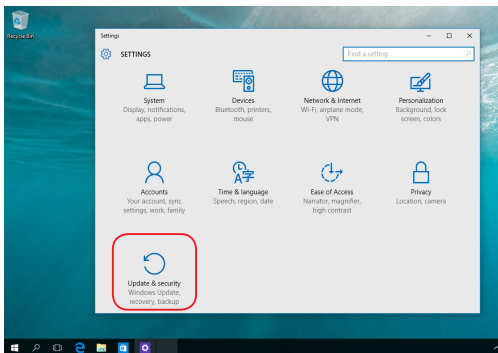 Recycle Bin
Settings
SETTINGS
Find a setting
System
Display, notifications,
apps, power
Devices
Bluetooth, printers,
mouse
Network & Internet
Wi-Fi, airplane mode,
VPN
Personalization
Background, lock
screen, colors
Accounts
Your account, sync
settings, work, family
Time & language
Speech, region, date
Ease of Access
Narrator, magnifier,
high contrast
Privacy
Location, camera
Update & security
Windows Update,
recovery, backup